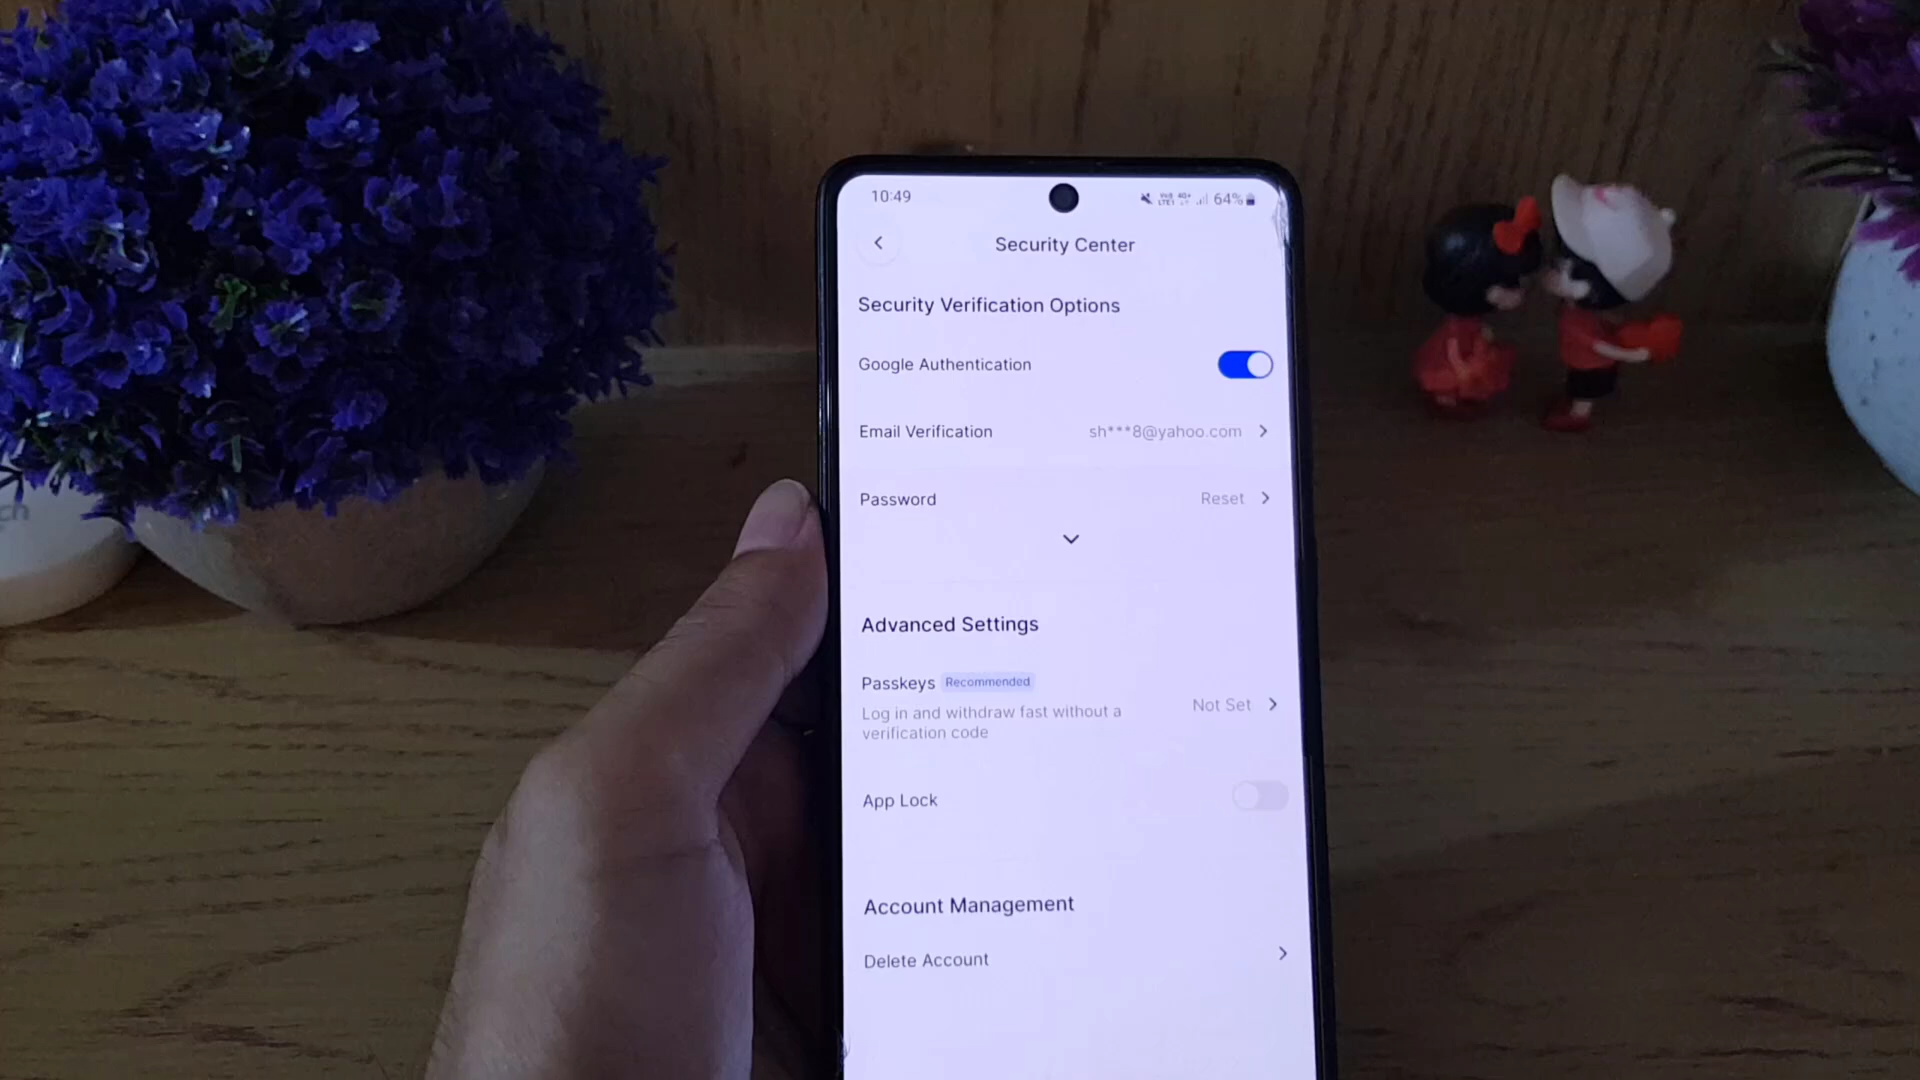 10:49
64%
Security Center
Security Verification Options
Google Authentication
Email Verification sh***8@yahoo.com
Password Reset
Advanced Settings
Passkeys Recommended
Log in and withdraw fast without a
verification code
Not Set
App Lock
Account Management
Delete Account
ch